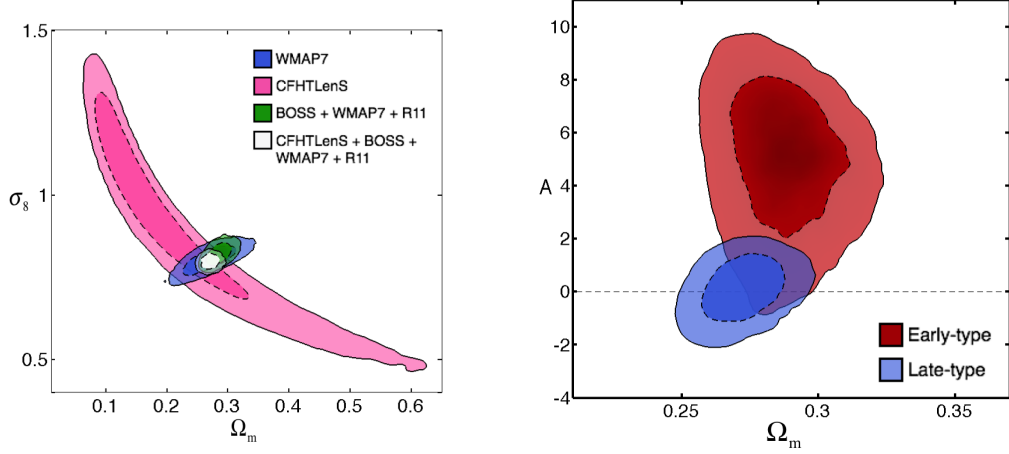 1.5
1
0.5
σ8
0.1 0.2 0.3 0.4 0.5 0.6
Ωm
WMAP7
CFHTLenS
BOSS + WMAP7 + R11
CFHTLenS + BOSS +
WMAP7 + R11
10
8
6
4
2
0
-2
-4
A
0.25 0.3 0.35
Ωm
Early-type
Late-type